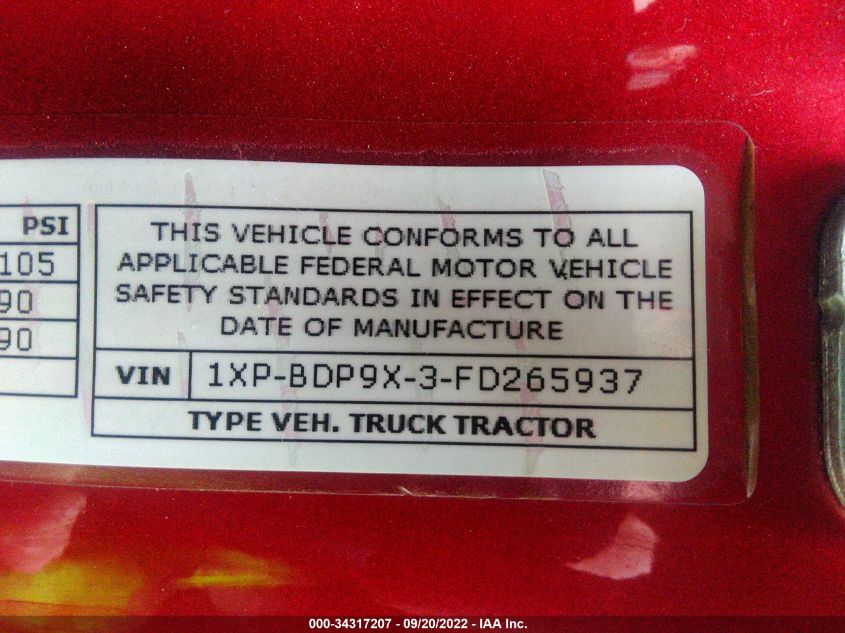 PSI
105
90
90
THIS VEHICLE CONFORMS TO ALL
APPLICABLE FEDERAL MOTOR VEHICLE
SAFETY STANDARDS IN EFFECT ON THE
DATE OF MANUFACTURE
VIN 1XP-BDP9X-3-FD265937
TYPE VEH. TRUCK TRACTOR
000-34317207 - 09/20/2022 - IAA Inc.